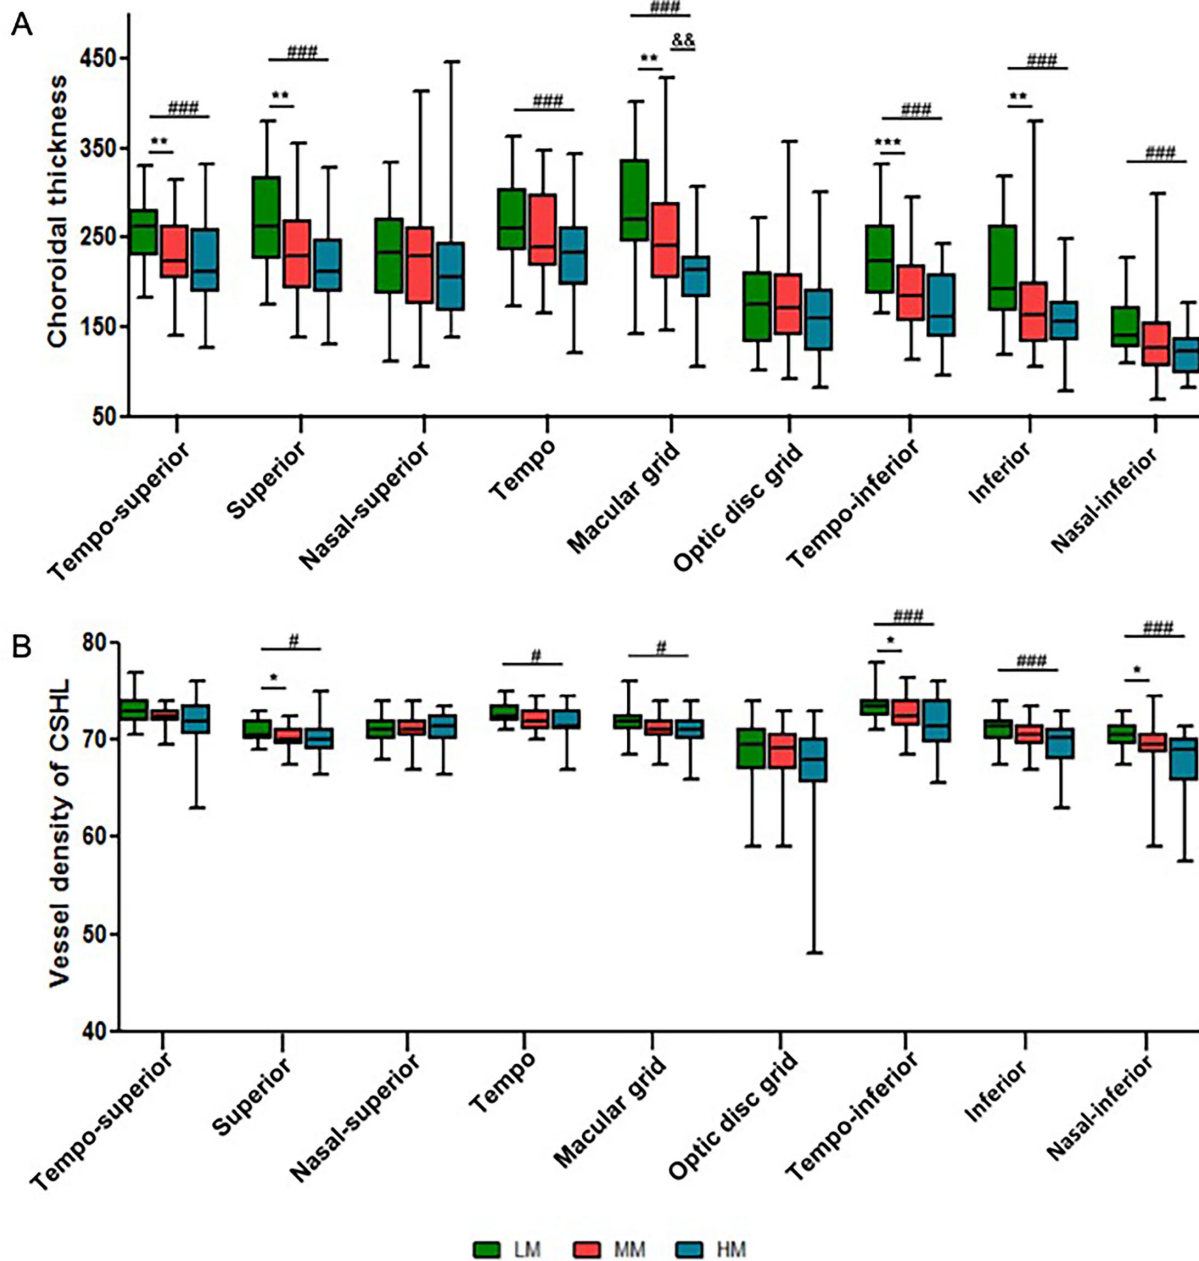 A
###
&&
**
###
**
###
**
###
###
***
###
**
###
Choroidal thickness
450
350
250
150
50
Tempo-superior
Superior
Nasal-superior
Tempo
Macular grid
Optic disc grid
Tempo-inferior
Inferior
Nasal-inferior
B
#
*
#
#
###
*
###
###
*
Vessel density of CSHL
80
70
60
50
40
Tempo-superior
Superior
Nasal-superior
Tempo
Macular grid
Optic disc grid
Tempo-inferior
Inferior
Nasal-inferior
LM MM HM